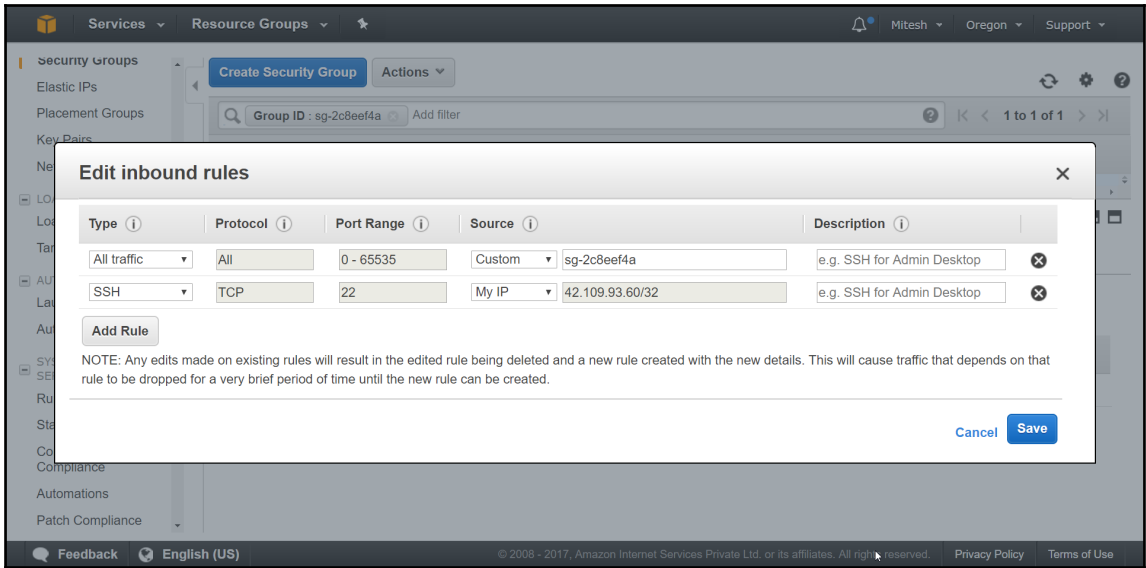 Services Resource Groups Mitesh Oregon Support
Security Groups
Elastic IPs
Placement Groups
Key Pairs
Create Security Group Actions
Group ID : sg-2c8eef4a Add filter 1 to 1 of 1
Edit inbound rules
Type Protocol Port Range Source Description
All traffic All 0 - 65535 Custom sg-2c8eef4a e.g. SSH for Admin Desktop
SSH TCP 22 My IP 42.109.93.60/32 e.g. SSH for Admin Desktop
Add Rule
NOTE: Any edits made on existing rules will result in the edited rule being deleted and a new rule created with the new details. This will cause traffic that depends on that
rule to be dropped for a very brief period of time until the new rule can be created.
Cancel Save
Compliance
Automations
Patch Compliance
Feedback English (US) © 2008 - 2017, Amazon Internet Services Private Ltd. or its affiliates. All rights reserved. Privacy Policy Terms of Use